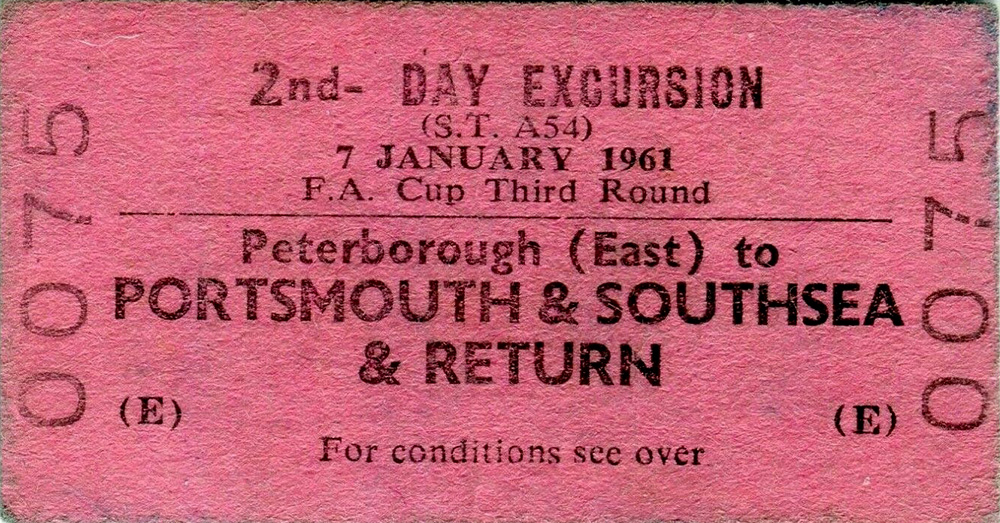 2nd- DAY EXCURSION
(S.T. A54)
7 JANUARY 1961
F.A. Cup Third Round
Peterborough (East) to
PORTSMOUTH & SOUTHSEA
& RETURN
(E) (E)
For conditions see over
0075
0075